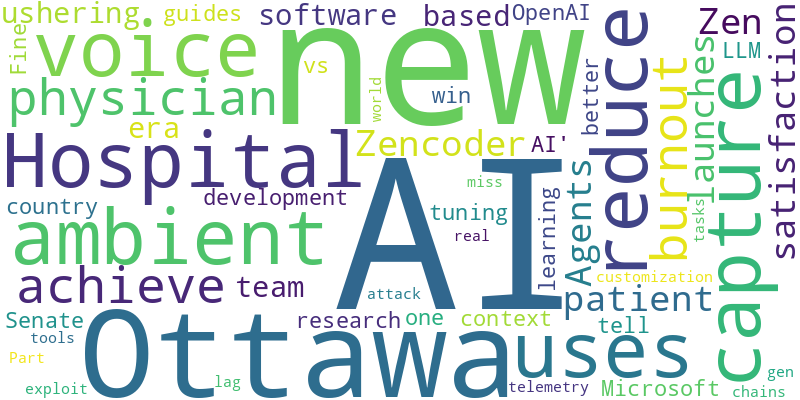 ushering
guides
software
based
OpenAI
Zen
Fine
voice
new
vs
win
world
better
reduce
burnout
launches
LLM
satisfaction
physician
era
Zencoder
AI'
capture
Hospital
AI
miss
Agents
tasks
country
development
tuning
real
learning
ambient
achieve
team
attack
customization
patient
Senate
research
one
context
tell
tools
Ottawa
uses
Part
exploit
lag
telemetry
Microsoft
gen
chains